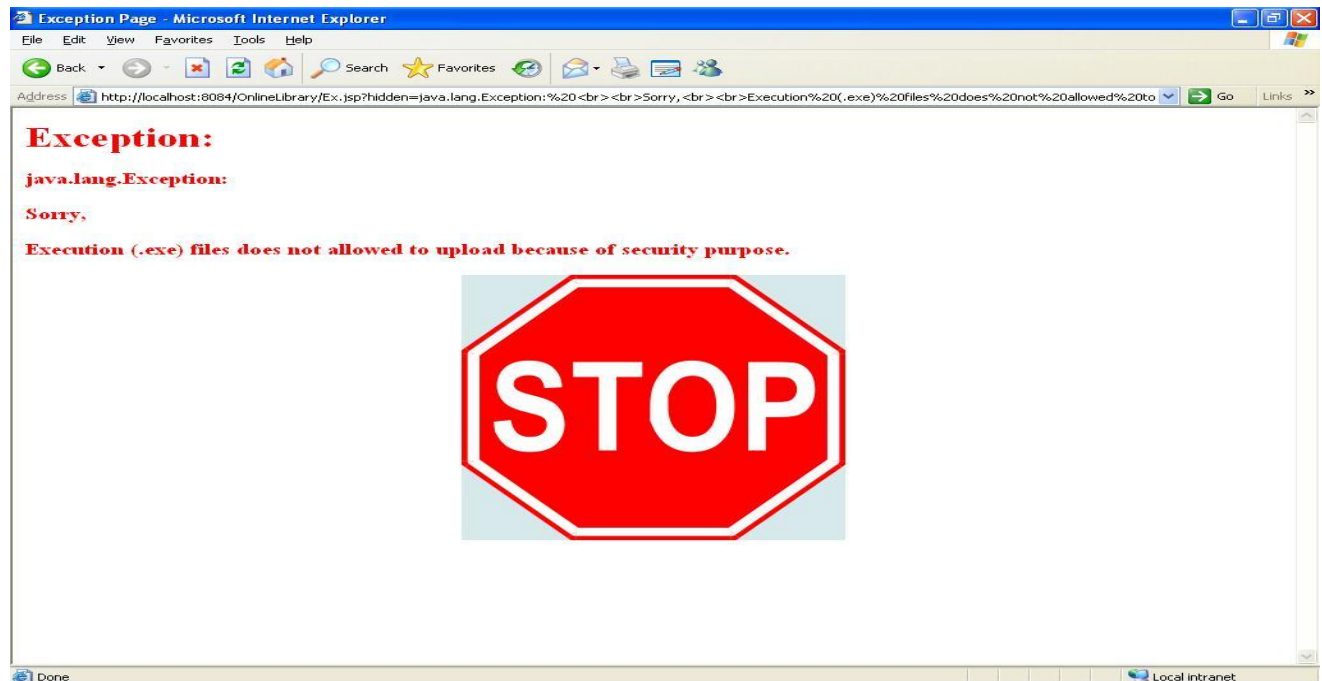 Exception Page - Microsoft Internet Explorer
File Edit View Favorites Tools Help
Back Search Favorites
Address http://localhost:8084/OnlineLibrary/Ex.jsp?hidden=java.lang.Exception:%20<br><br>Sorry,<br><br>Execution%20(.exe)%20files%20does%20not%20allowed%20to Go Links »
Exception:
java.lang.Exception:
Sorry,
Execution (.exe) files does not allowed to upload because of security purpose.
STOP
Done Local intranet